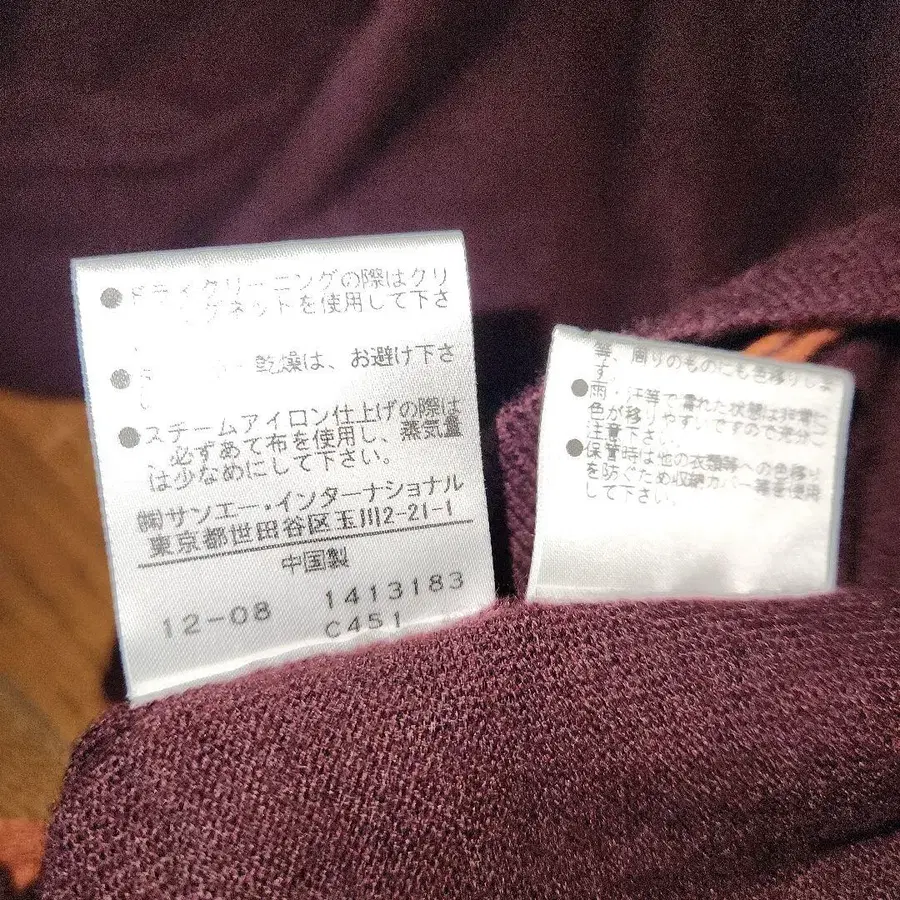 ●ドライクリーニングの際はクリ
ングネットを使用して下さ
乾燥は、お避け下さ
●スチームアイロン仕上げの際は
必ずあて布を使用し、蒸気量
は少なめにして下さい。
㈱サンエー・インターナショナル
東京都世田谷区玉川2-21-1
中国製
12-08 1413183
C451
等、周りのものにも色移りしま
す。
●雨・汗等で濡れた状態は非常に
色が移りやすいですので充分ご
注意下さい。
●保管時は他の衣類等への色移り
を防ぐため収納カバー等を使用
して下さい。